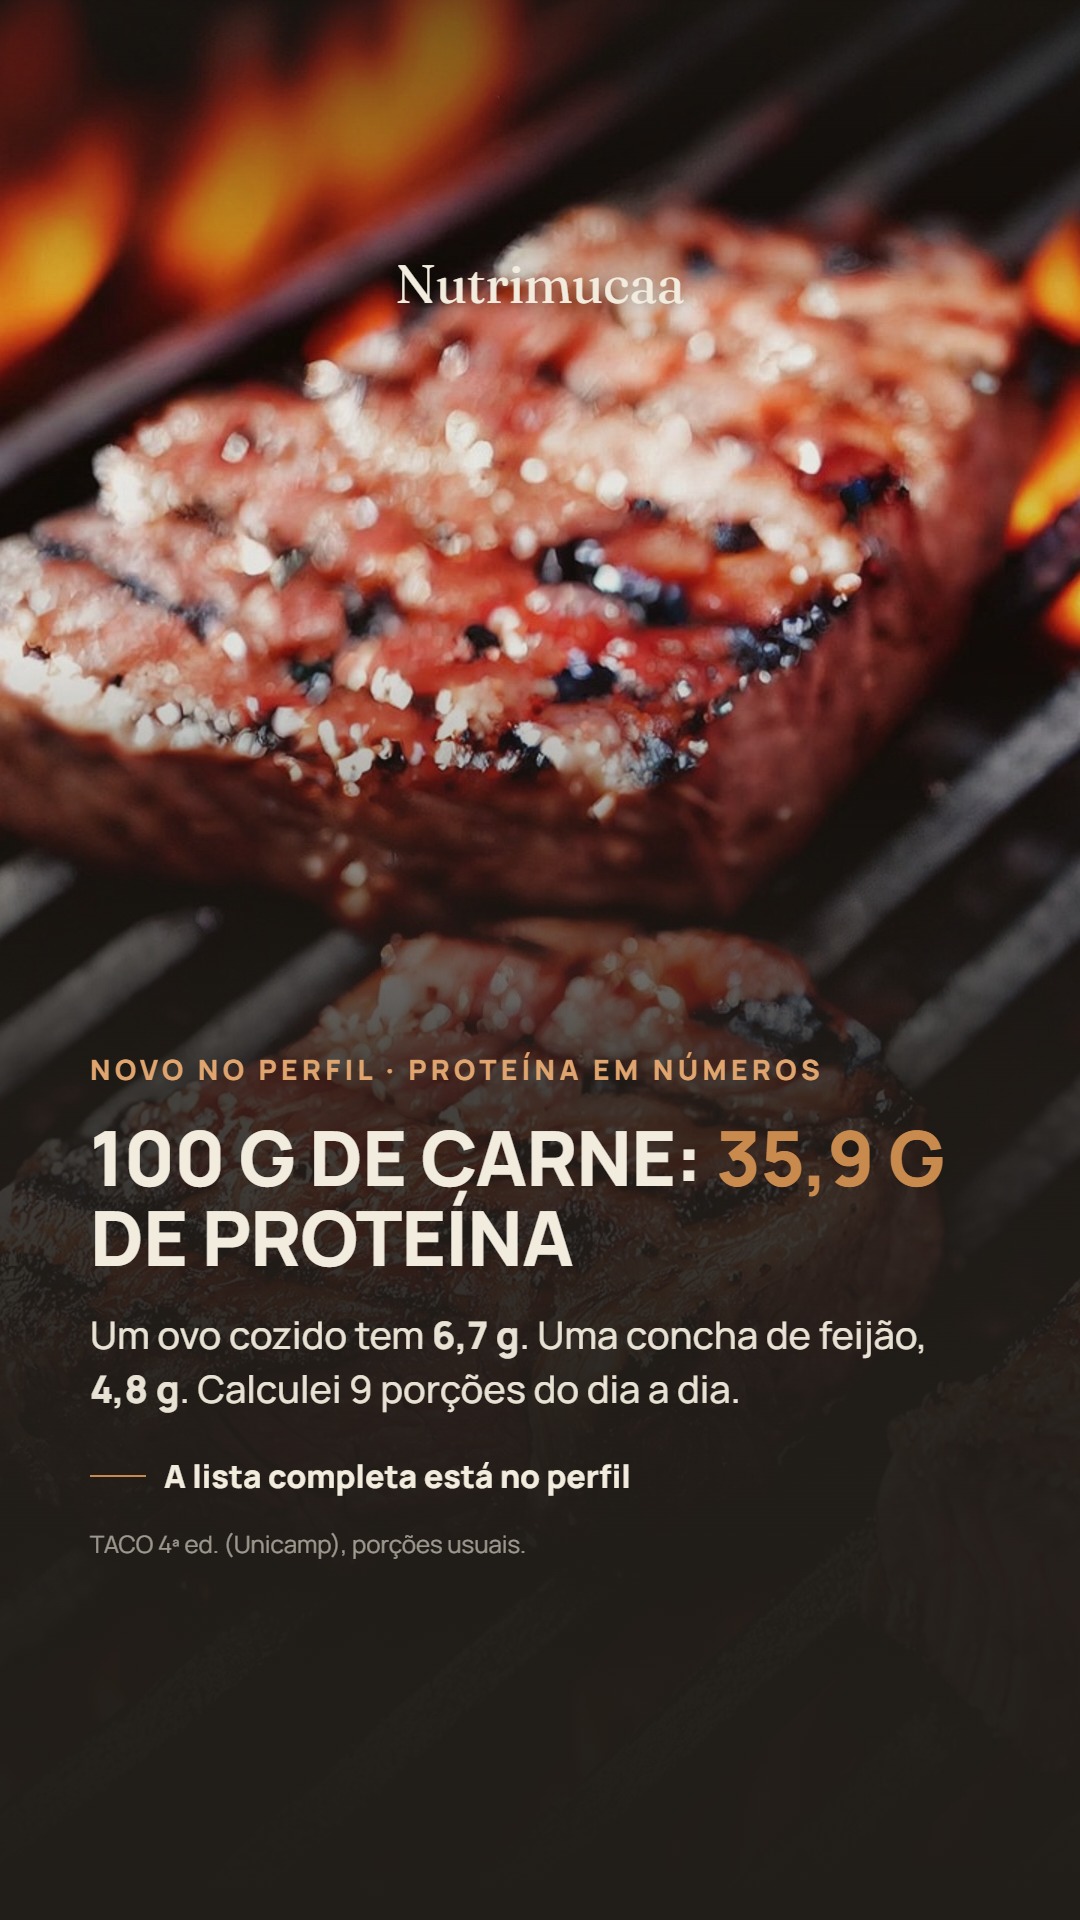 Nutrimucaa
NOVO NO PERFIL · PROTEÍNA EM NÚMEROS
100 G DE CARNE: 35,9 G
DE PROTEÍNA
Um ovo cozido tem 6,7 g. Uma concha de feijão,
4,8 g. Calculei 9 porções do dia a dia.
A lista completa está no perfil
TACO 4ª ed. (Unicamp), porções usuais.